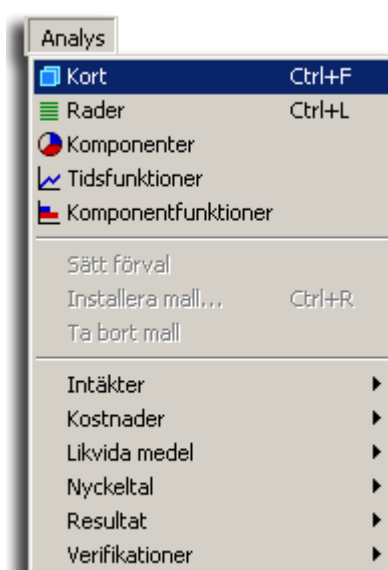 Analys
Kort Ctrl+F
Rader Ctrl+L
Komponenter
Tidsfunktioner
Komponentfunktioner
Sätt förval
Installera mall... Ctrl+R
Ta bort mall
Intäkter
Kostnader
Likvida medel
Nyckeltal
Resultat
Verifikationer